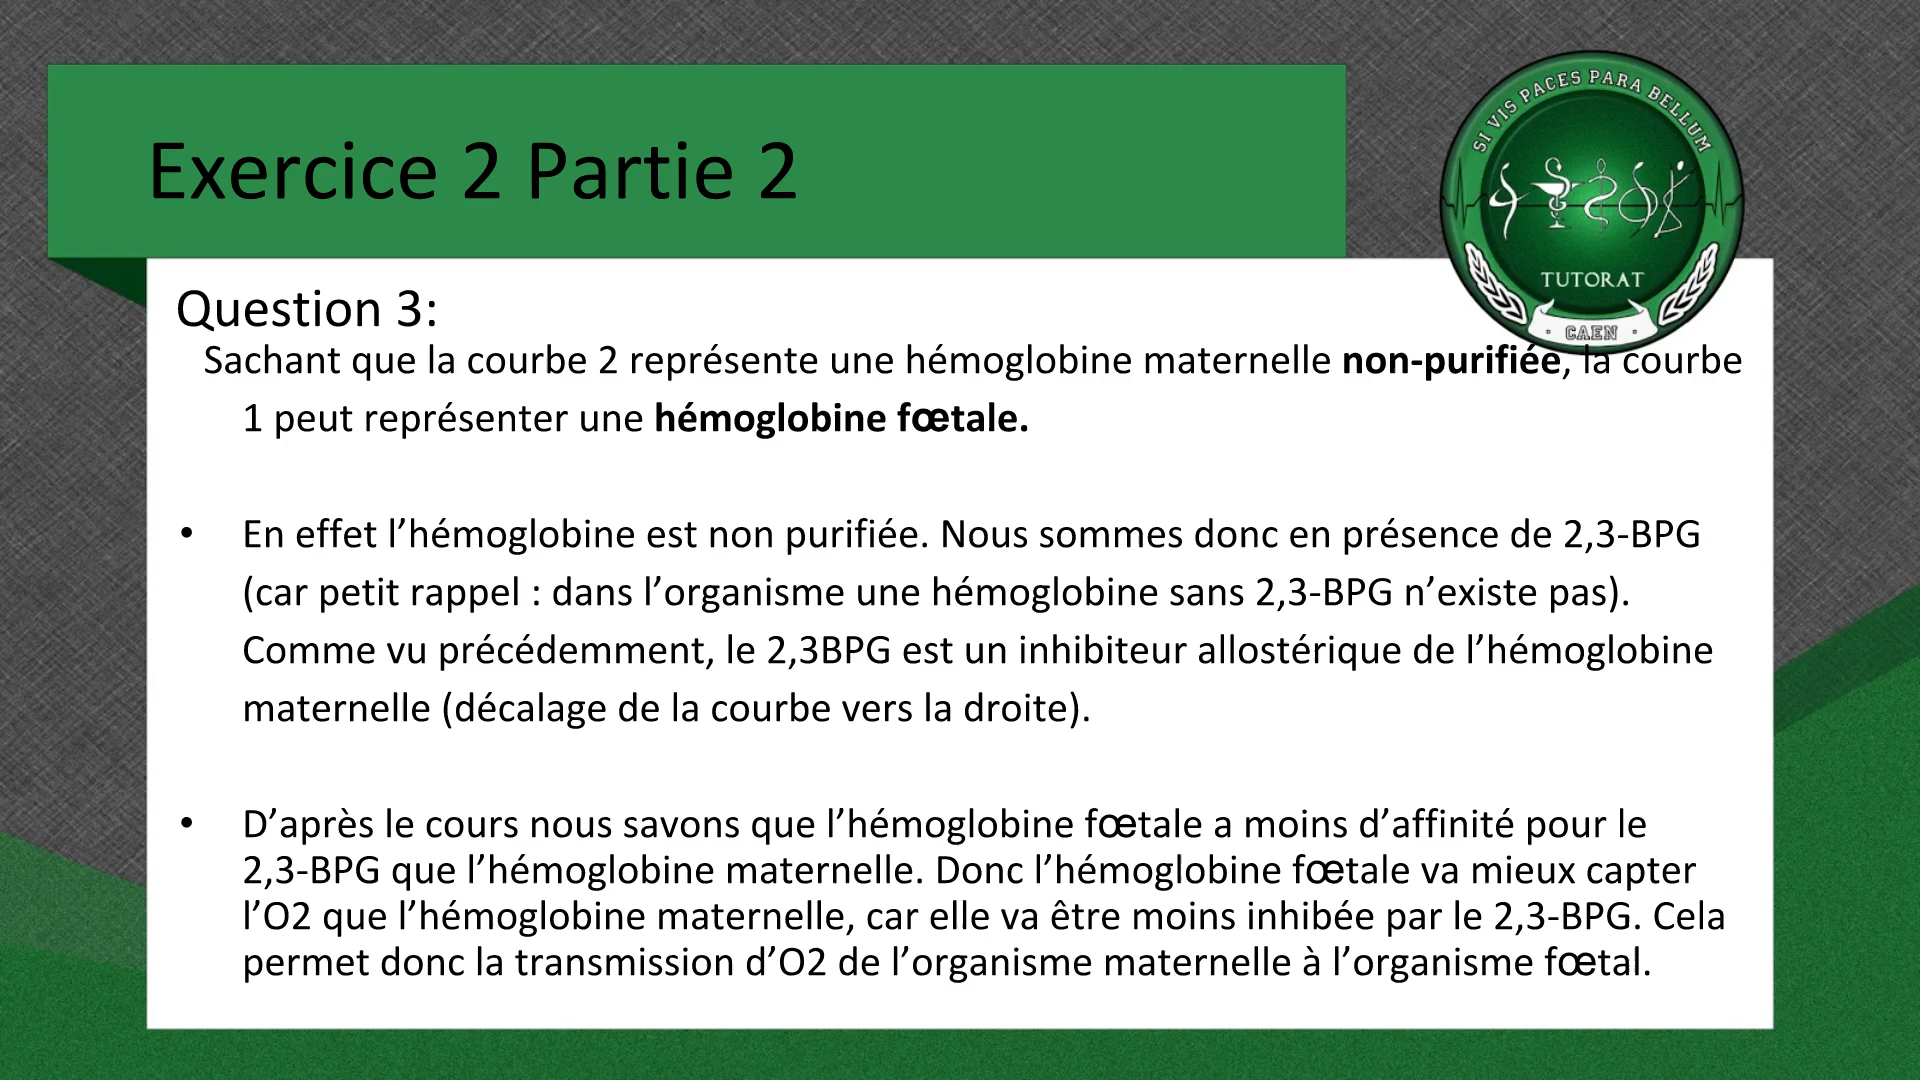 SI VIS PACES PARA BELLUM
Exercice 2 Partie 2
TUTORAT
CAEN
Question 3:
Sachant que la courbe 2 représente une hémoglobine maternelle non-purifiée, la courbe
1 peut représenter une hémoglobine fœtale.
• En effet l’hémoglobine est non purifiée. Nous sommes donc en présence de 2,3-BPG
(car petit rappel : dans l’organisme une hémoglobine sans 2,3-BPG n’existe pas).
Comme vu précédemment, le 2,3BPG est un inhibiteur allostérique de l’hémoglobine
maternelle (décalage de la courbe vers la droite).
• D’après le cours nous savons que l’hémoglobine fœtale a moins d’affinité pour le
2,3-BPG que l’hémoglobine maternelle. Donc l’hémoglobine fœtale va mieux capter
l’O2 que l’hémoglobine maternelle, car elle va être moins inhibée par le 2,3-BPG. Cela
permet donc la transmission d’O2 de l’organisme maternelle à l’organisme fœtal.